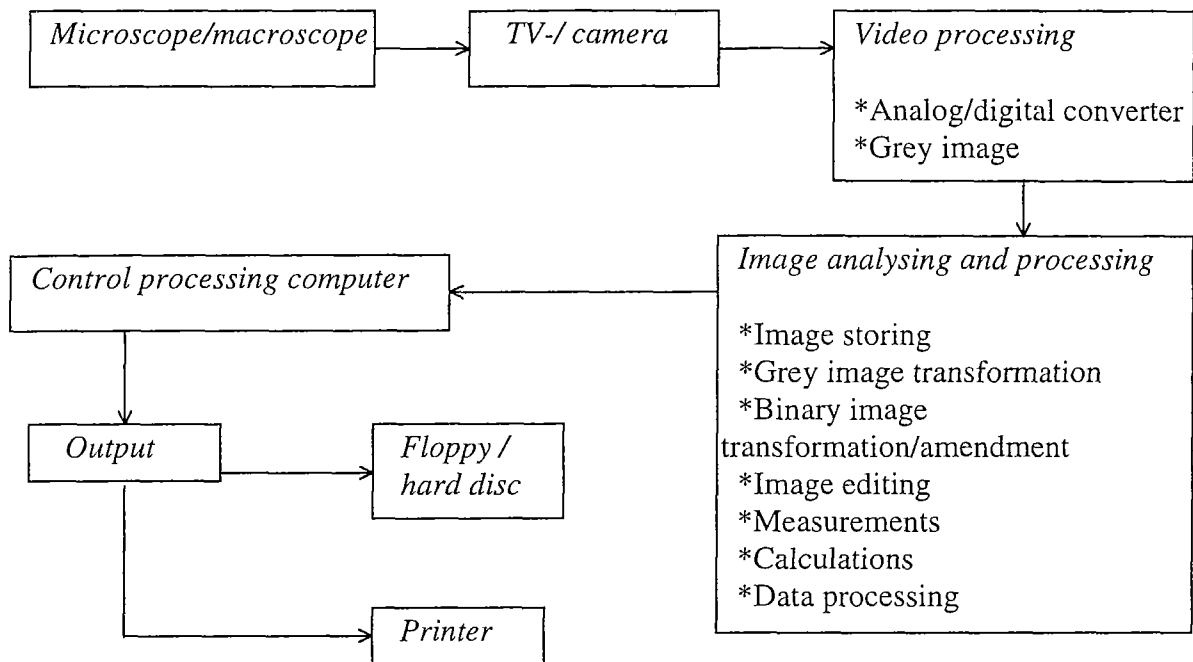 Microscope/macroscope
TV-/ camera
Video processing
*Analog/digital converter
*Grey image
Image analysing and processing
*Image storing
*Grey image transformation
*Binary image
transformation/amendment
*Image editing
*Measurements
*Calculations
*Data processing
Control processing computer
Output
Floppy /
hard disc
Printer